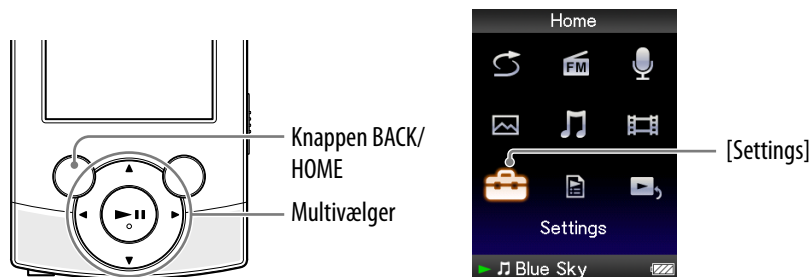 Home
FM
Knappen BACK/
HOME
[Settings]
Multivælger
Settings
Blue Sky